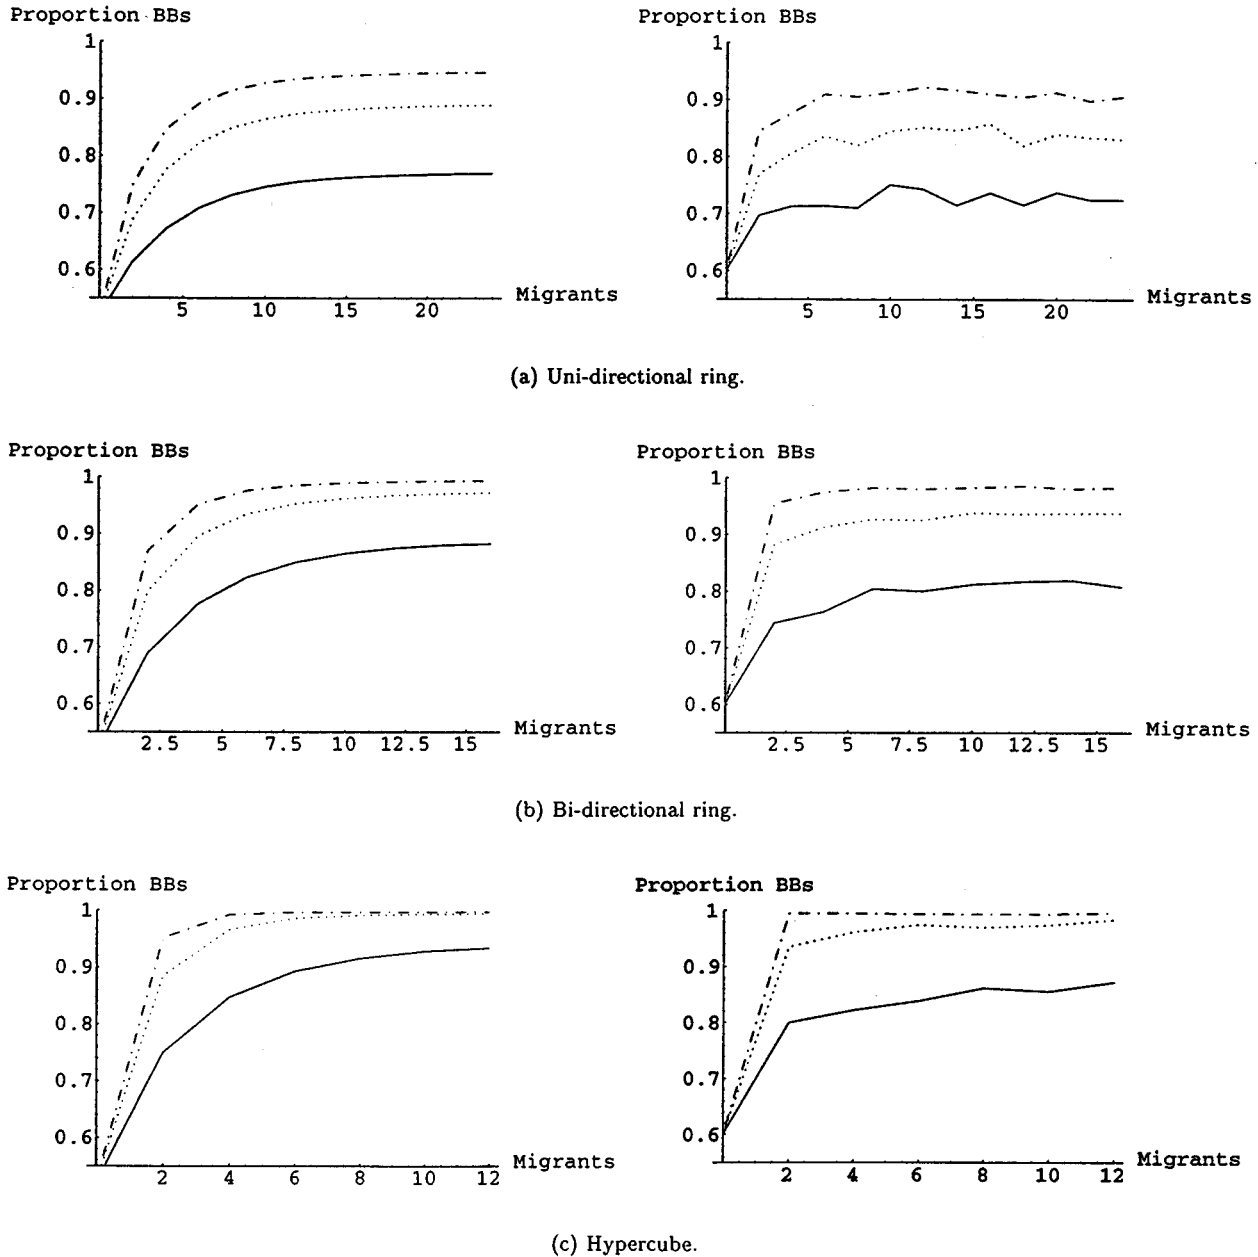 Proportion BBs
1
0.9
0.8
0.7
0.6
5 10 15 20
Migrants
Proportion BBs
1
0.9
0.8
0.7
0.6
5 10 15 20
Migrants
(a) Uni-directional ring.
Proportion BBs
1
0.9
0.8
0.7
0.6
2.5 5 7.5 10 12.5 15
Migrants
Proportion BBs
1
0.9
0.8
0.7
0.6
2.5 5 7.5 10 12.5 15
Migrants
(b) Bi-directional ring.
Proportion BBs
1
0.9
0.8
0.7
0.6
2 4 6 8 10 12
Migrants
Proportion BBs
1
0.9
0.8
0.7
0.6
2 4 6 8 10 12
Migrants
(c) Hypercube.